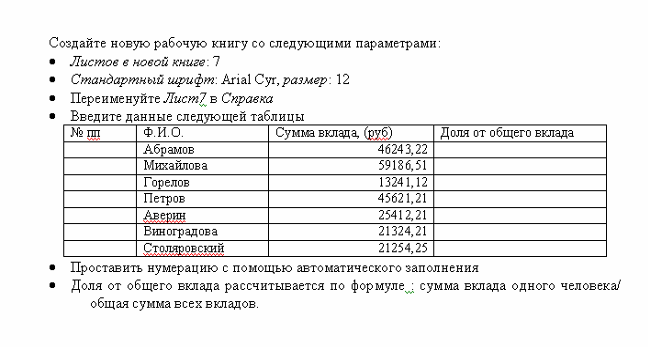 Создайте новую рабочую книгу со следующими параметрами:
• Листов в новой книге: 7
• Стандартный шрифт: Arial Cyr, размер: 12
• Переименуйте Лист7 в Справка
• Введите данные следующей таблицы
№ пп Ф.И.О. Сумма вклада, (руб) Доля от общего вклада
Абрамов 46243,22
Михайлова 59186,51
Горелов 13241,12
Петров 45621,21
Аверин 25412,21
Виноградова 21324,21
Столяровский 21254,25
• Проставить нумерацию с помощью автоматического заполнения
• Доля от общего вклада рассчитывается по формуле : сумма вклада одного человека/
общая сумма всех вкладов.